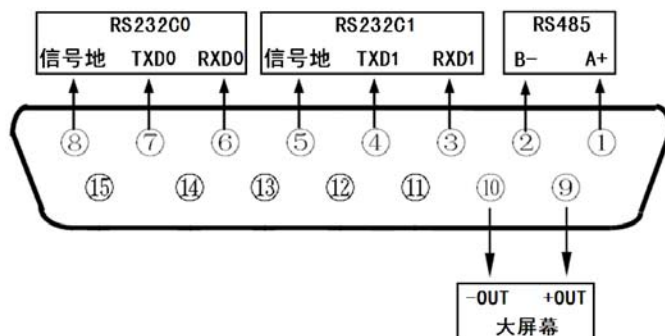 RS232C0
信号地 TXD0 RXD0
RS232C1
信号地 TXD1 RXD1
RS485
B- A+
⑧ ⑦ ⑥ ⑤ ④ ③ ② ①
⑮ ⑭ ⑬ ⑫ ⑪ ⑩ ⑨
-OUT +OUT
大屏幕